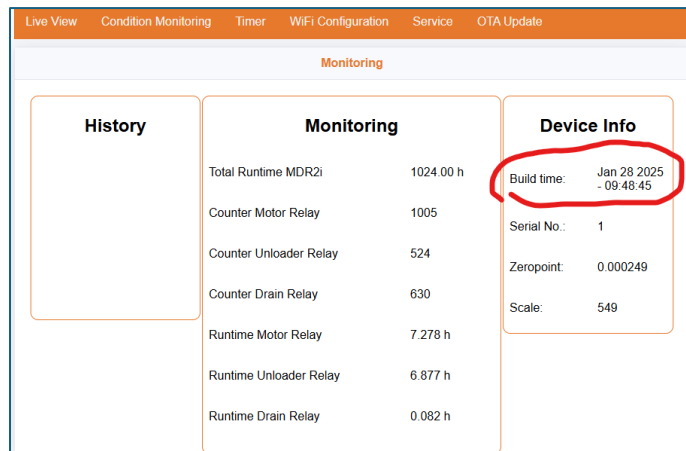 Live View Condition Monitoring Timer WiFi Configuration Service OTA Update
Monitoring
History
Monitoring
Total Runtime MDR2i 1024.00 h
Counter Motor Relay 1005
Counter Unloader Relay 524
Counter Drain Relay 630
Runtime Motor Relay 7.278 h
Runtime Unloader Relay 6.877 h
Runtime Drain Relay 0.082 h
Device Info
Build time: Jan 28 2025
- 09:48:45
Serial No.: 1
Zeropoint: 0.000249
Scale: 549